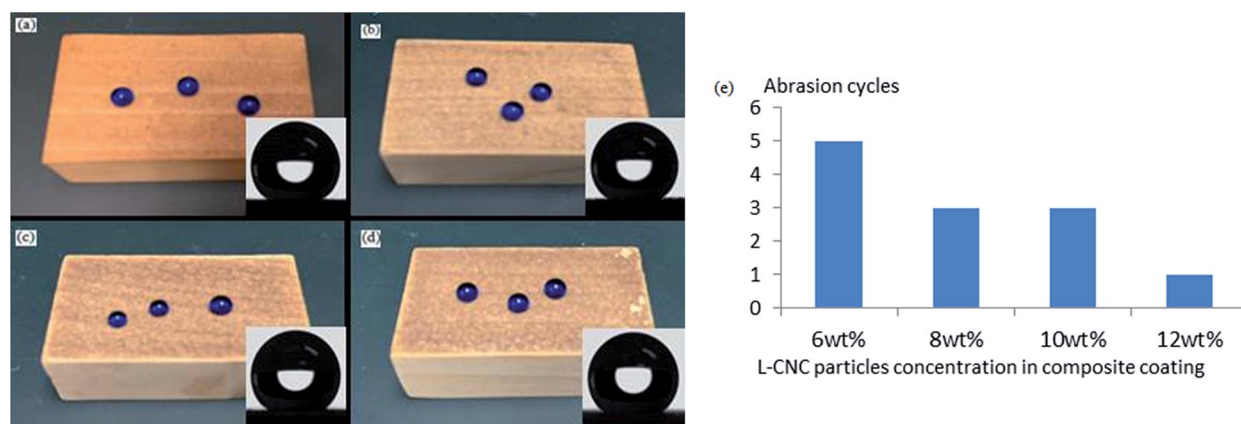 (a)
(b)
(c)
(d)
(e)
Abrasion cycles
6
5
4
3
2
1
0
6wt%
8wt%
10wt%
12wt%
L-CNC particles concentration in composite coating